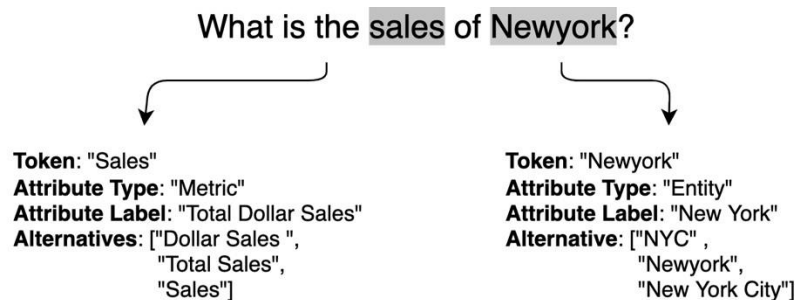 What is the sales of Newyork?
Token: "Sales"
Attribute Type: "Metric"
Attribute Label: "Total Dollar Sales"
Alternatives: ["Dollar Sales ",
"Total Sales",
"Sales"]
Token: "Newyork"
Attribute Type: "Entity"
Attribute Label: "New York"
Alternative: ["NYC" ,
"Newyork",
"New York City"]